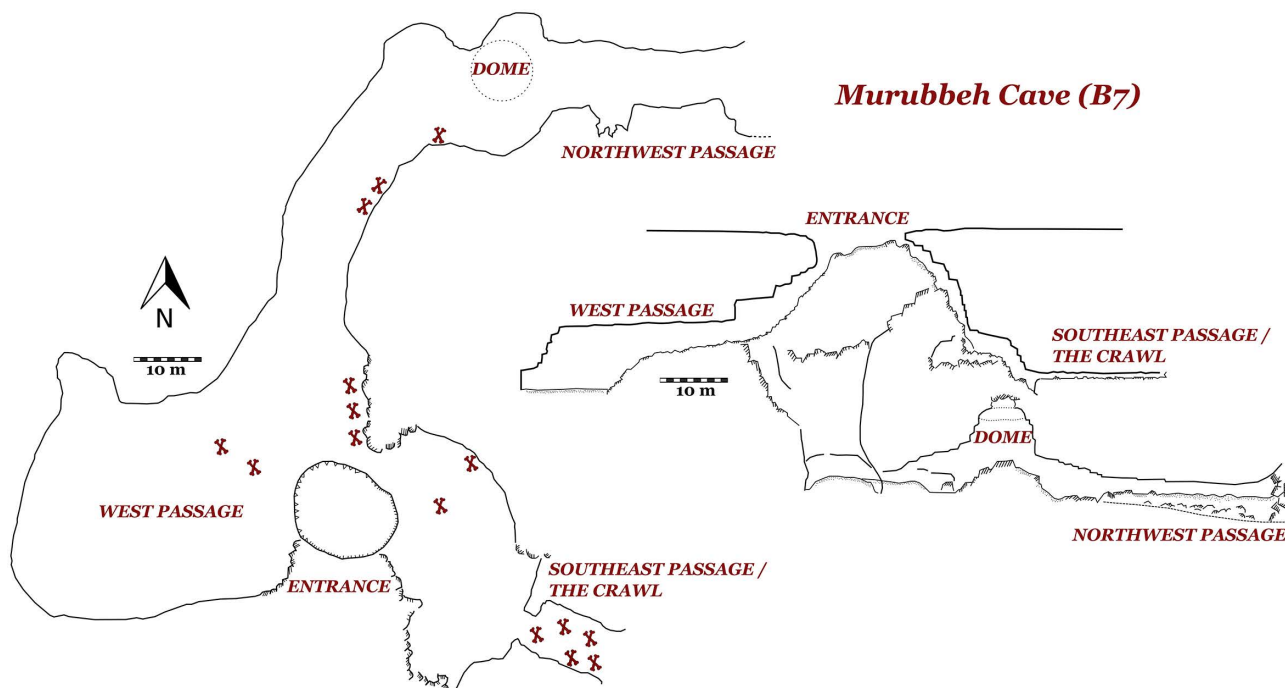 DOME
Murubbeh Cave (B7)
NORTHWEST PASSAGE
ENTRANCE
N
10 m
WEST PASSAGE
SOUTHEAST PASSAGE /
THE CRAWL
10 m
DOME
WEST PASSAGE
NORTHWEST PASSAGE
ENTRANCE
SOUTHEAST PASSAGE /
THE CRAWL